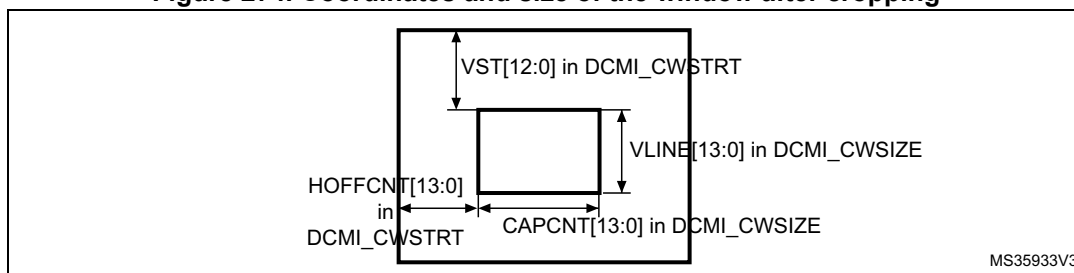 Figure 274. Coordinates and size of the window after cropping
VST[12:0] in DCMI_CWSTRT
VLINE[13:0] in DCMI_CWSIZE
HOFFCNT[13:0]
in
DCMI_CWSTRT
CAPCNT[13:0] in DCMI_CWSIZE
MS35933V3